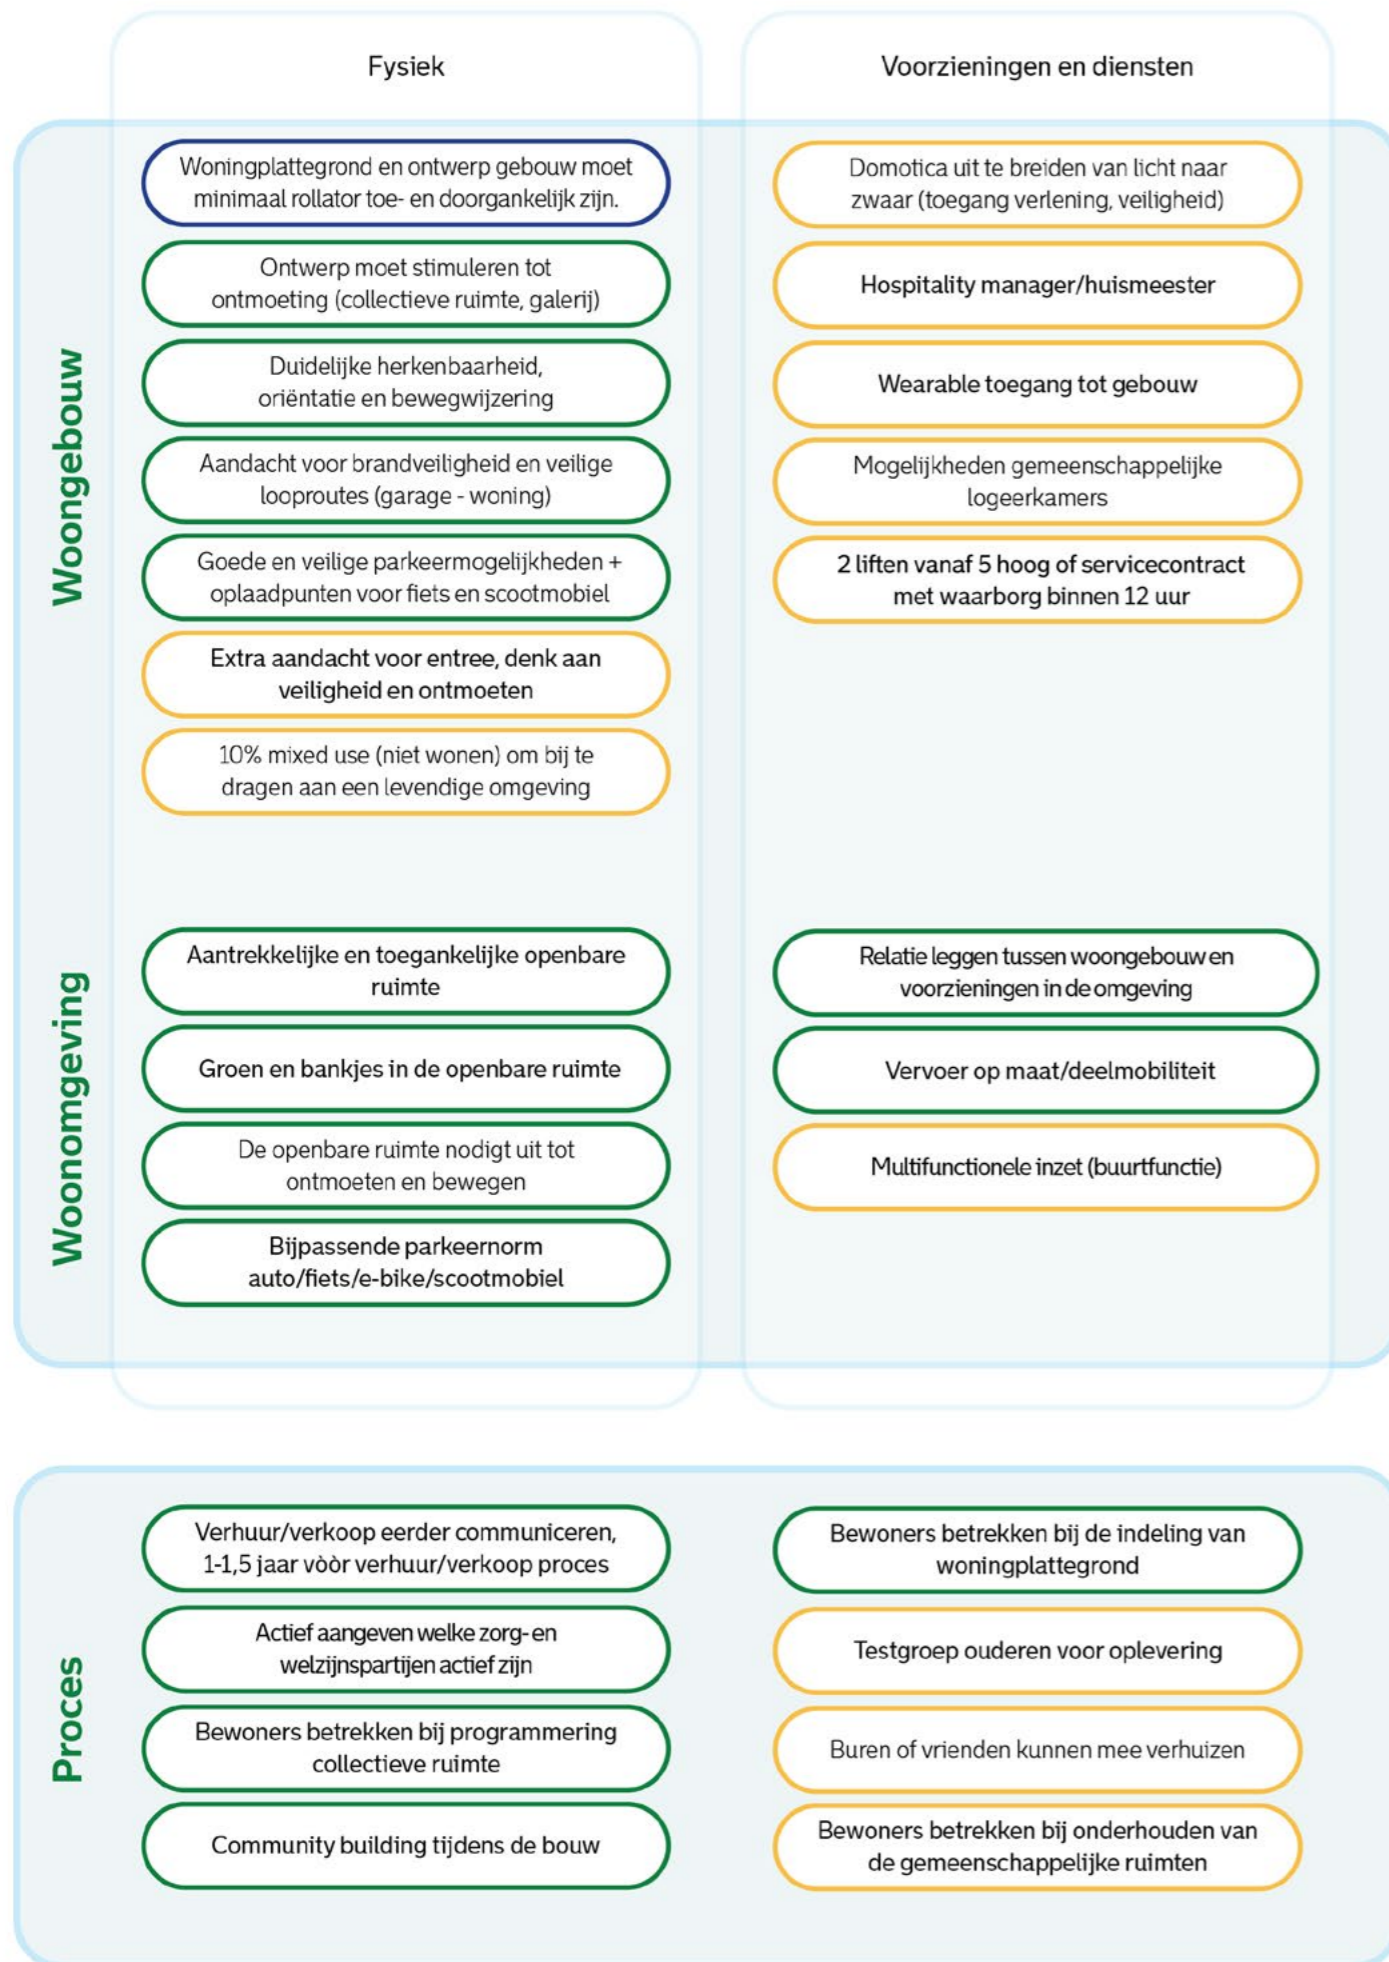 Fysiek
Voorzieningen en diensten
Woongebouw
Woningplattegrond en ontwerp gebouw moet
minimaal rollator toe- en doorgankelijk zijn.
Ontwerp moet stimuleren tot
ontmoeting (collectieve ruimte, galerij)
Duidelijke herkenbaarheid,
oriëntatie en bewegwijzering
Aandacht voor brandveiligheid en veilige
looproutes (garage - woning)
Goede en veilige parkeermogelijkheden +
oplaadpunten voor fiets en scootmobiel
Extra aandacht voor entree, denk aan
veiligheid en ontmoeten
10% mixed use (niet wonen) om bij te
dragen aan een levendige omgeving
Domotica uit te breiden van licht naar
zwaar (toegang verlening, veiligheid)
Hospitality manager/huismeester
Wearable toegang tot gebouw
Mogelijkheden gemeenschappelijke
logeerkamers
2 liften vanaf 5 hoog of servicecontract
met waarborg binnen 12 uur
Woonomgeving
Aantrekkelijke en toegankelijke openbare
ruimte
Groen en bankjes in de openbare ruimte
De openbare ruimte nodigt uit tot
ontmoeten en bewegen
Bijpassende parkeernorm
auto/fiets/e-bike/scootmobiel
Relatie leggen tussen woongebouw en
voorzieningen in de omgeving
Vervoer op maat/deelmobiliteit
Multifunctionele inzet (buurtfunctie)
Proces
Verhuur/verkoop eerder communiceren,
1-1,5 jaar vòòr verhuur/verkoop proces
Actief aangeven welke zorg- en
welzijnspartijen actief zijn
Bewoners betrekken bij programmering
collectieve ruimte
Community building tijdens de bouw
Bewoners betrekken bij de indeling van
woningplattegrond
Testgroep ouderen voor oplevering
Buren of vrienden kunnen mee verhuizen
Bewoners betrekken bij onderhouden van
de gemeenschappelijke ruimten